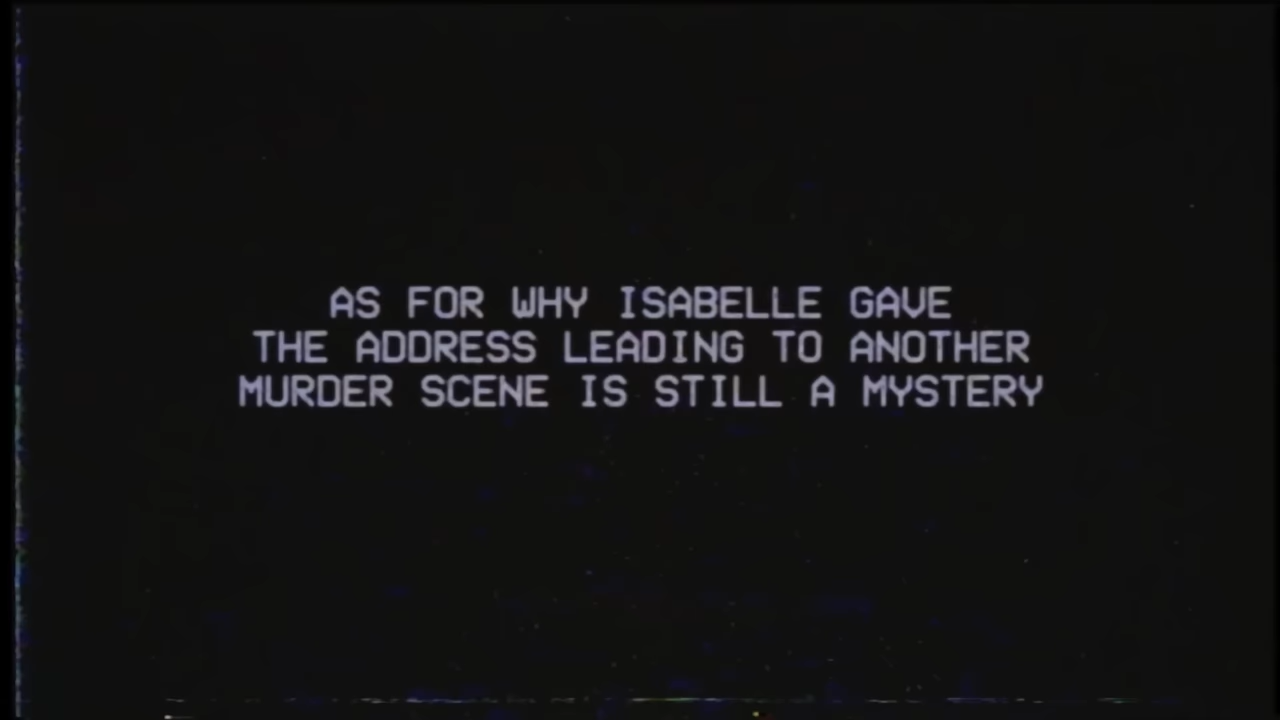 AS FOR WHY ISABELLE GAVE
THE ADDRESS LEADING TO ANOTHER
MURDER SCENE IS STILL A MYSTERY